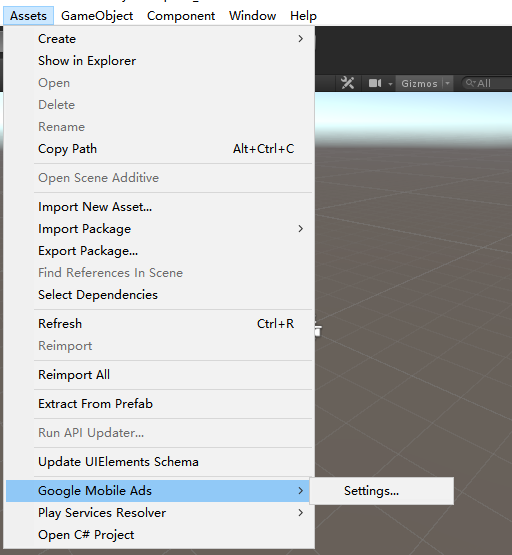 Assets GameObject Component Window Help
Create
Show in Explorer
Open
Delete
Rename
Copy Path Alt+Ctrl+C
Open Scene Additive
Import New Asset...
Import Package
Export Package...
Find References In Scene
Select Dependencies
Refresh Ctrl+R
Reimport
Reimport All
Extract From Prefab
Run API Updater...
Update UIElements Schema
Google Mobile Ads
Play Services Resolver
Open C# Project
Settings...
Gizmos All